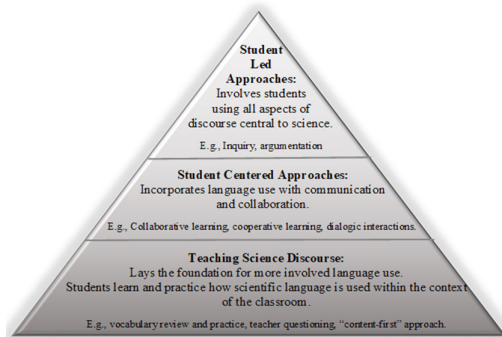 Student
Led
Approaches:
Involves students
using all aspects of
discourse central to science.
E.g., Inquiry, argumentation
Student Centered Approaches:
Incorporates language use with communication
and collaboration.
E.g., Collaborative learning, cooperative learning, dialogic interactions.
Teaching Science Discourse:
Lays the foundation for more involved language use.
Students learn and practice how scientific language is used within the context
of the classroom.
E.g., vocabulary review and practice, teacher questioning, “content-first” approach.